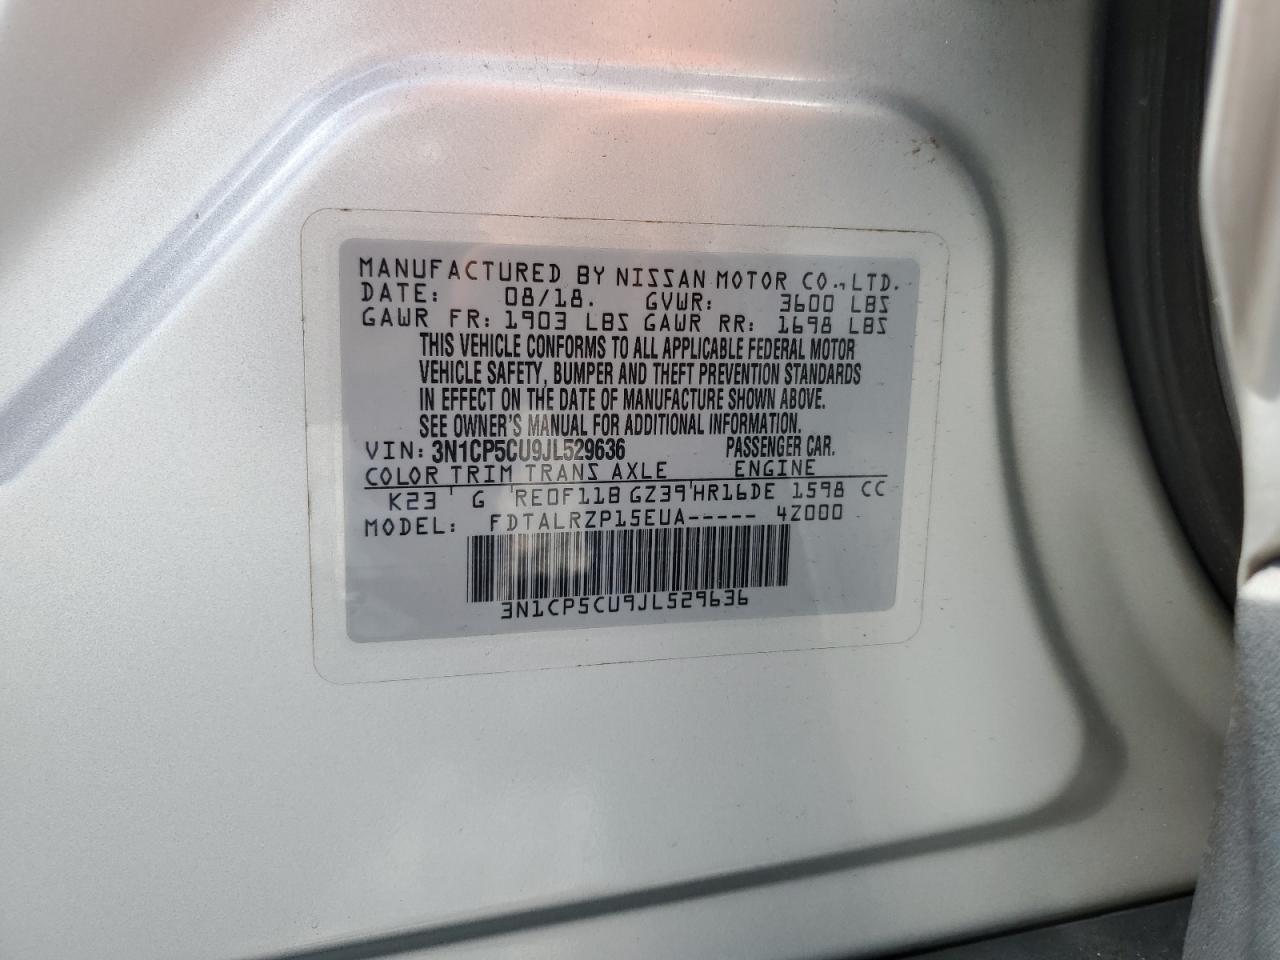 MANUFACTURED BY NISSAN MOTOR CO.,LTD.
DATE: 08/18. GVWR: 3600 LBS
GAWR FR: 1903 LBS GAWR RR: 1698 LBS
THIS VEHICLE CONFORMS TO ALL APPLICABLE FEDERAL MOTOR
VEHICLE SAFETY, BUMPER AND THEFT PREVENTION STANDARDS
IN EFFECT ON THE DATE OF MANUFACTURE SHOWN ABOVE.
SEE OWNER'S MANUAL FOR ADDITIONAL INFORMATION.
VIN: 3N1CP5CU9JL529636 PASSENGER CAR.
COLOR TRIM TRANS AXLE ENGINE
K23 ' G 'RE0F11B GZ39'HR16DE 1598 CC
MODEL: FDTALRZP15EUA----- 4Z000
3N1CP5CU9JL529636